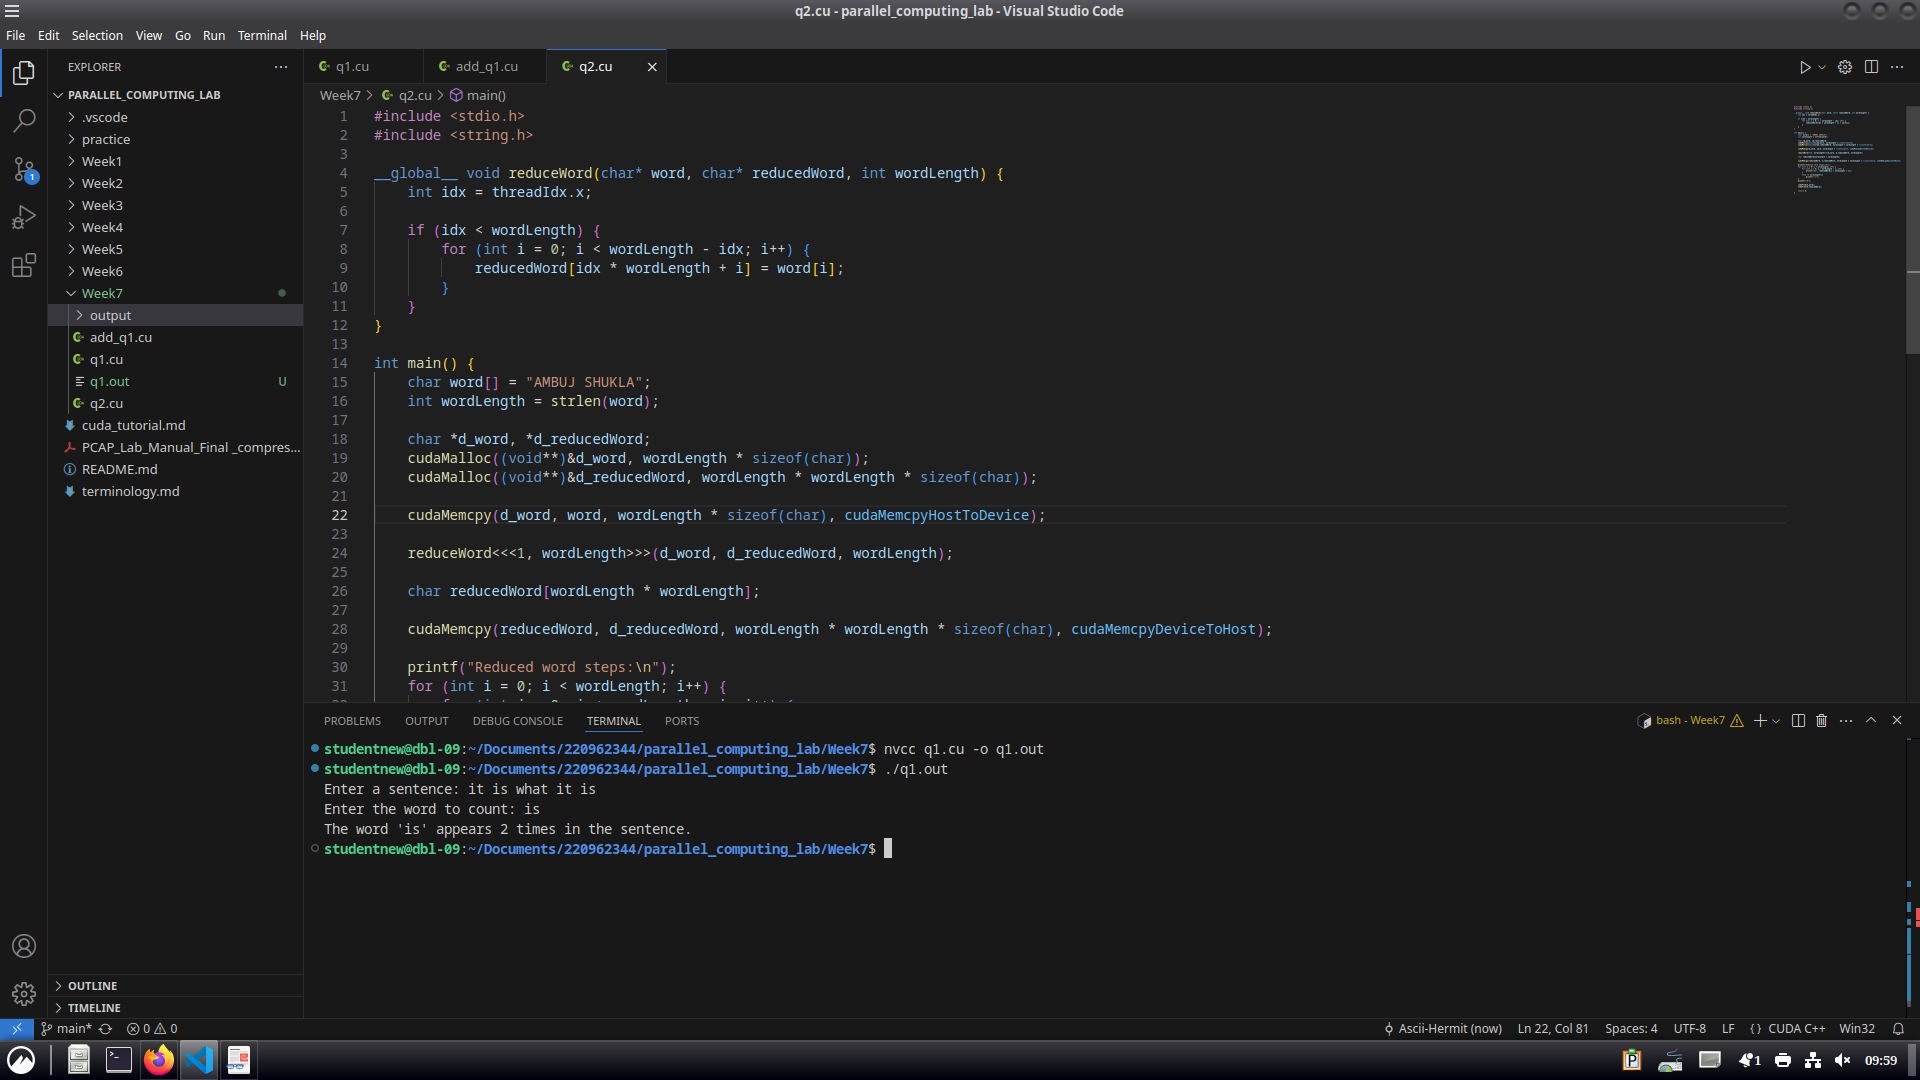 q2.cu - parallel_computing_lab - Visual Studio Code
File Edit Selection View Go Run Terminal Help
EXPLORER
PARALLEL_COMPUTING_LAB
.vscode
practice
Week1
Week2
Week3
Week4
Week5
Week6
Week7
output
add_q1.cu
q1.cu
q1.out U
q2.cu
cuda_tutorial.md
PCAP_Lab_Manual_Final _compres...
README.md
terminology.md
OUTLINE
TIMELINE
q1.cu add_q1.cu q2.cu
Week7 > q2.cu > main()
1 #include <stdio.h>
2 #include <string.h>
3
4 __global__ void reduceWord(char* word, char* reducedWord, int wordLength) {
5 int idx = threadIdx.x;
6
7 if (idx < wordLength) {
8 for (int i = 0; i < wordLength - idx; i++) {
9 reducedWord[idx * wordLength + i] = word[i];
10 }
11 }
12 }
13
14 int main() {
15 char word[] = "AMBUJ SHUKLA";
16 int wordLength = strlen(word);
17
18 char *d_word, *d_reducedWord;
19 cudaMalloc((void**)&d_word, wordLength * sizeof(char));
20 cudaMalloc((void**)&d_reducedWord, wordLength * wordLength * sizeof(char));
21
22 cudaMemcpy(d_word, word, wordLength * sizeof(char), cudaMemcpyHostToDevice);
23
24 reduceWord<<<1, wordLength>>>(d_word, d_reducedWord, wordLength);
25
26 char reducedWord[wordLength * wordLength];
27
28 cudaMemcpy(reducedWord, d_reducedWord, wordLength * wordLength * sizeof(char), cudaMemcpyDeviceToHost);
29
30 printf("Reduced word steps:\n");
31 for (int i = 0; i < wordLength; i++) {
PROBLEMS OUTPUT DEBUG CONSOLE TERMINAL PORTS
bash - Week7
studentnew@dbl-09:~/Documents/220962344/parallel_computing_lab/Week7$ nvcc q1.cu -o q1.out
studentnew@dbl-09:~/Documents/220962344/parallel_computing_lab/Week7$ ./q1.out
Enter a sentence: it is what it is
Enter the word to count: is
The word 'is' appears 2 times in the sentence.
studentnew@dbl-09:~/Documents/220962344/parallel_computing_lab/Week7$
main* 0 0 Ascii-Hermit (now) Ln 22, Col 81 Spaces: 4 UTF-8 LF {} CUDA C++ Win32
1 09:59